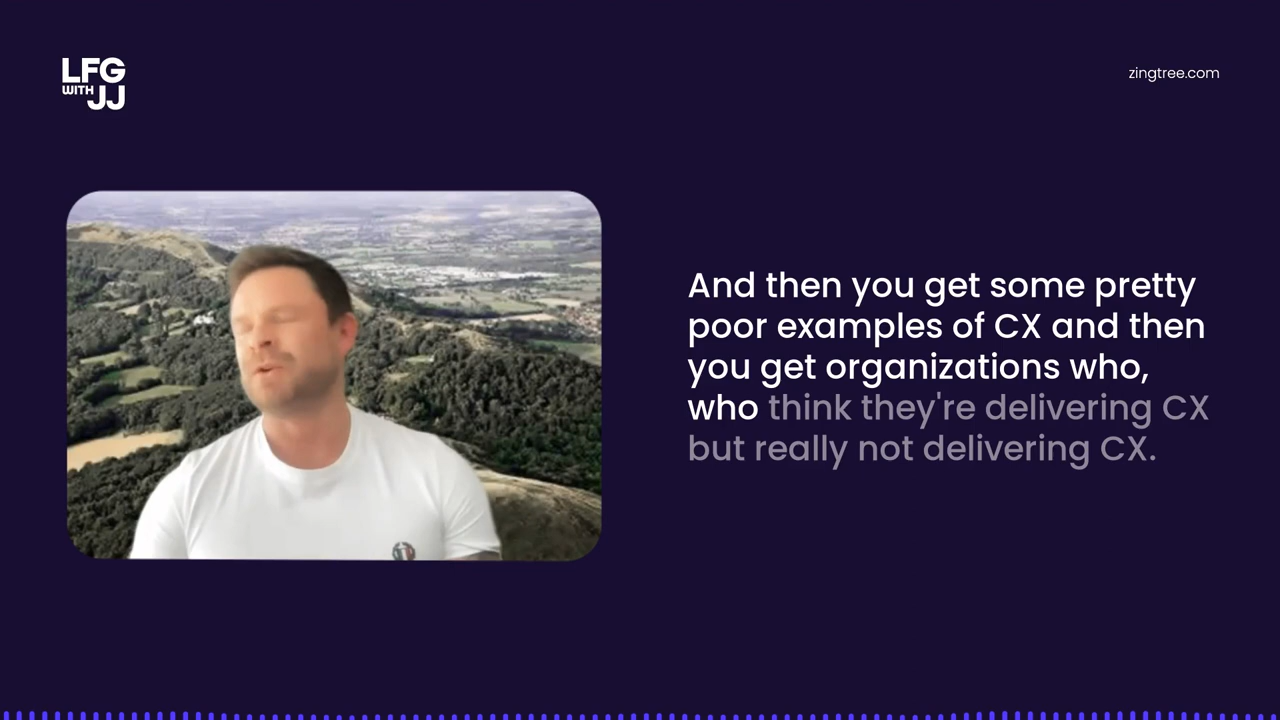 LFG
WITH JJ
zingtree.com
And then you get some pretty
poor examples of CX and then
you get organizations who,
who think they're delivering CX
but really not delivering CX.